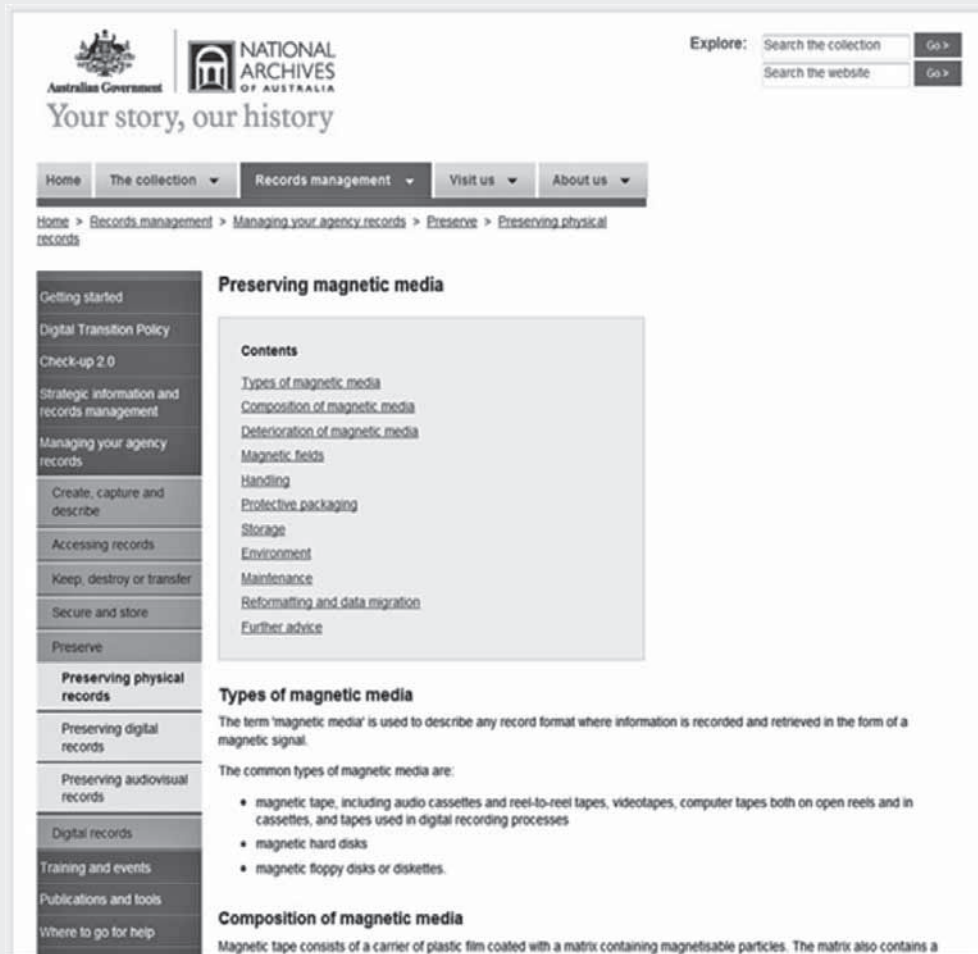 Australian Government
NATIONAL
ARCHIVES
OF AUSTRALIA
Your story, our history
Explore:
Search the collection
Go >
Search the website
Go >
Home
The collection
Records management
Visit us
About us
Home > Records management > Managing your agency records > Preserve > Preserving physical
records
Getting started
Digital Transition Policy
Check-up 2.0
Strategic information and
records management
Managing your agency
records
Create, capture and
describe
Accessing records
Keep, destroy or transfer
Secure and store
Preserve
Preserving physical
records
Preserving digital
records
Preserving audiovisual
records
Digital records
Training and events
Publications and tools
Where to go for help
Preserving magnetic media
Contents
Types of magnetic media
Composition of magnetic media
Deterioration of magnetic media
Magnetic fields
Handling
Protective packaging
Storage
Environment
Maintenance
Reformatting and data migration
Further advice
Types of magnetic media
The term 'magnetic media' is used to describe any record format where information is recorded and retrieved in the form of a
magnetic signal.
The common types of magnetic media are:
• magnetic tape, including audio cassettes and reel-to-reel tapes, videotapes, computer tapes both on open reels and in
cassettes, and tapes used in digital recording processes
• magnetic hard disks
• magnetic floppy disks or diskettes.
Composition of magnetic media
Magnetic tape consists of a carrier of plastic film coated with a matrix containing magnetisable particles. The matrix also contains a